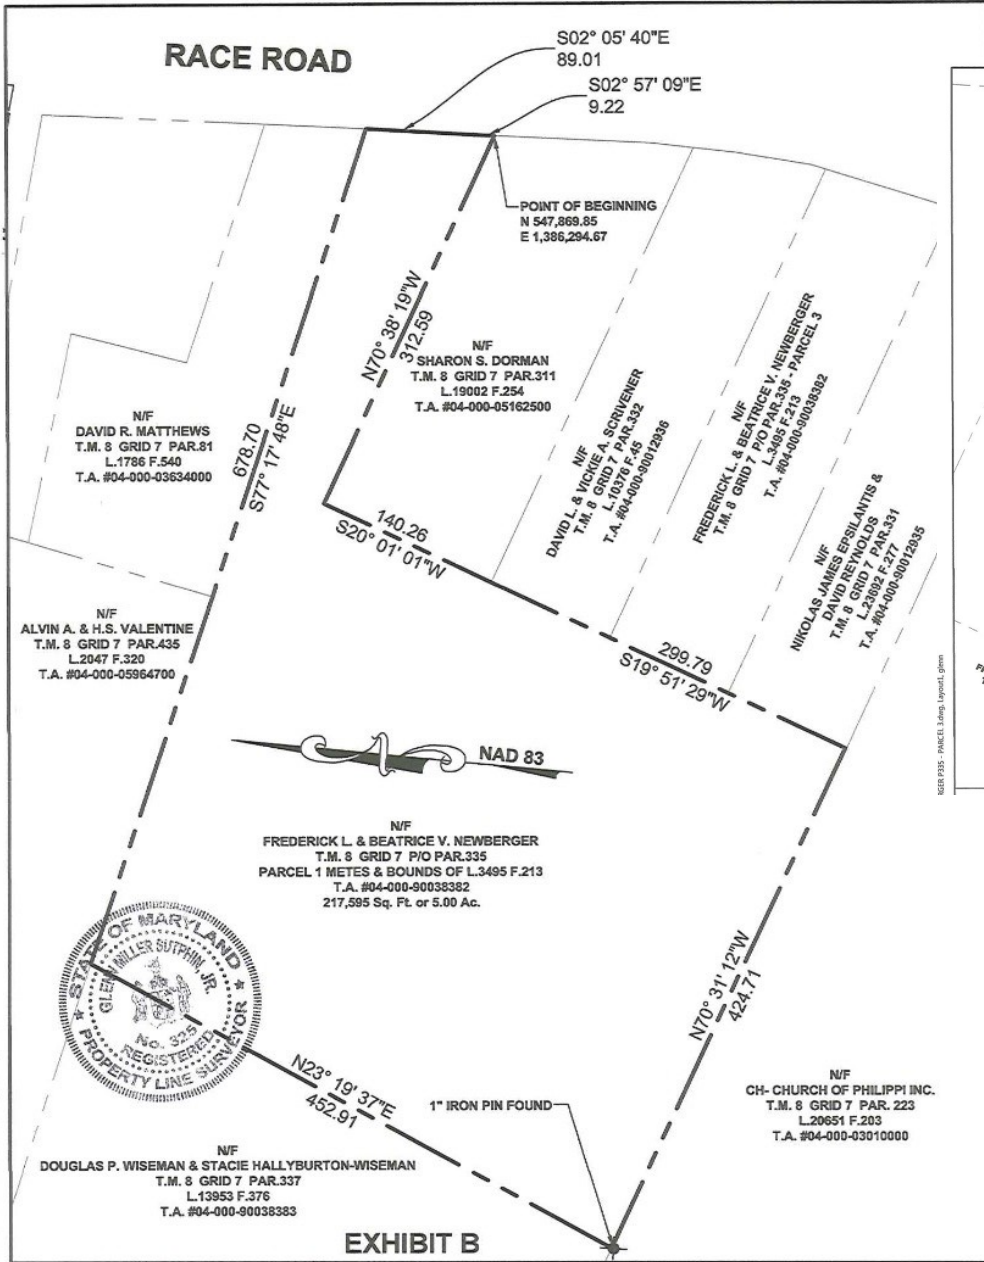 RACE ROAD
S02° 05' 40"E
89.01
S02° 57' 09"E
9.22
POINT OF BEGINNING
N 547,869.85
E 1,386,294.67
N70° 38' 19"W
312.59
N/F
SHARON S. DORMAN
T.M. 8 GRID 7 PAR.311
L.19002 F.254
T.A. #04-000-05162500
N/F
DAVID L. & VICKIE A. SCRIVENER
T.M. 8 GRID 7 PAR.332
L.10376 F.45
T.A. #04-000-90012936
N/F
FREDERICK L. & BEATRICE V. NEWBERGER
T.M. 8 GRID 7 P/O PAR.335 - PARCEL 3
L.3495 F.213
T.A. #04-000-90038382
N/F
NIKOLAS JAMES EPSILANTIS &
DAVID REYNOLDS
T.M. 8 GRID 7 PAR.331
L.23692 F.277
T.A. #04-000-90012935
N/F
DAVID R. MATTHEWS
T.M. 8 GRID 7 PAR.81
L.1786 F.540
T.A. #04-000-03634000
678.70
S77° 17' 48"E
140.26
S20° 01' 01"W
N/F
ALVIN A. & H.S. VALENTINE
T.M. 8 GRID 7 PAR.435
L.2047 F.320
T.A. #04-000-05964700
299.79
S19° 51' 29"W
NAD 83
N/F
FREDERICK L. & BEATRICE V. NEWBERGER
T.M. 8 GRID 7 P/O PAR.335
PARCEL 1 METES & BOUNDS OF L.3495 F.213
T.A. #04-000-90038382
217,595 Sq. Ft. or 5.00 Ac.
STATE OF MARYLAND
GLENN MILLER SUTPHIN, JR.
No. 325
REGISTERED
PROPERTY LINE SURVEYOR
N70° 31' 12"W
424.71
N23° 19' 37"E
452.91
1" IRON PIN FOUND
N/F
CH- CHURCH OF PHILIPPI INC.
T.M. 8 GRID 7 PAR. 223
L.20651 F.203
T.A. #04-000-03010000
N/F
DOUGLAS P. WISEMAN & STACIE HALLYBURTON-WISEMAN
T.M. 8 GRID 7 PAR.337
L.13953 F.376
T.A. #04-000-90038383
EXHIBIT B
P335 - PARCEL 3.dwg, Layout1, glenn